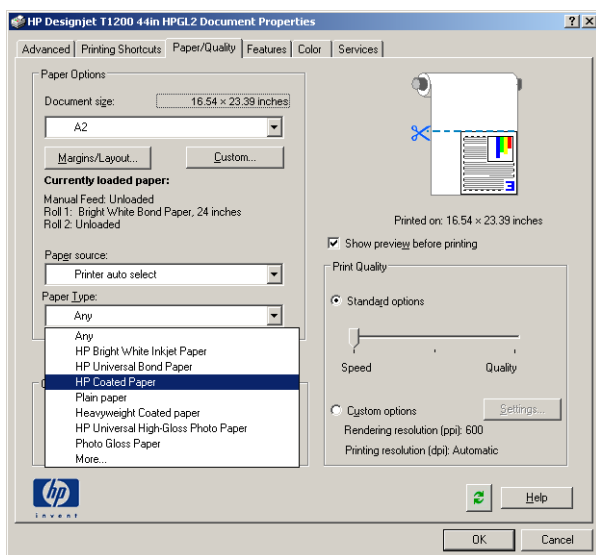 HP Designjet T1200 44in HPGL2 Document Properties
Advanced
Printing Shortcuts
Paper/Quality
Features
Color
Services
Paper Options
Document size:
16.54 × 23.39 inches
A2
Margins/Layout...
Custom...
Currently loaded paper:
Manual Feed: Unloaded
Roll 1: Bright White Bond Paper, 24 inches
Roll 2: Unloaded
Paper source:
Printer auto select
Paper Type:
Any
Any
HP Bright White Inkjet Paper
HP Universal Bond Paper
HP Coated Paper
Plain paper
Heavyweight Coated paper
HP Universal High-Gloss Photo Paper
Photo Gloss Paper
More...
3
Printed on: 16.54 × 23.39 inches
Show preview before printing
Print Quality
Standard options
Speed
Quality
Custom options
Settings...
Rendering resolution (ppi): 600
Printing resolution (dpi): Automatic
hp
invent
Help
OK
Cancel